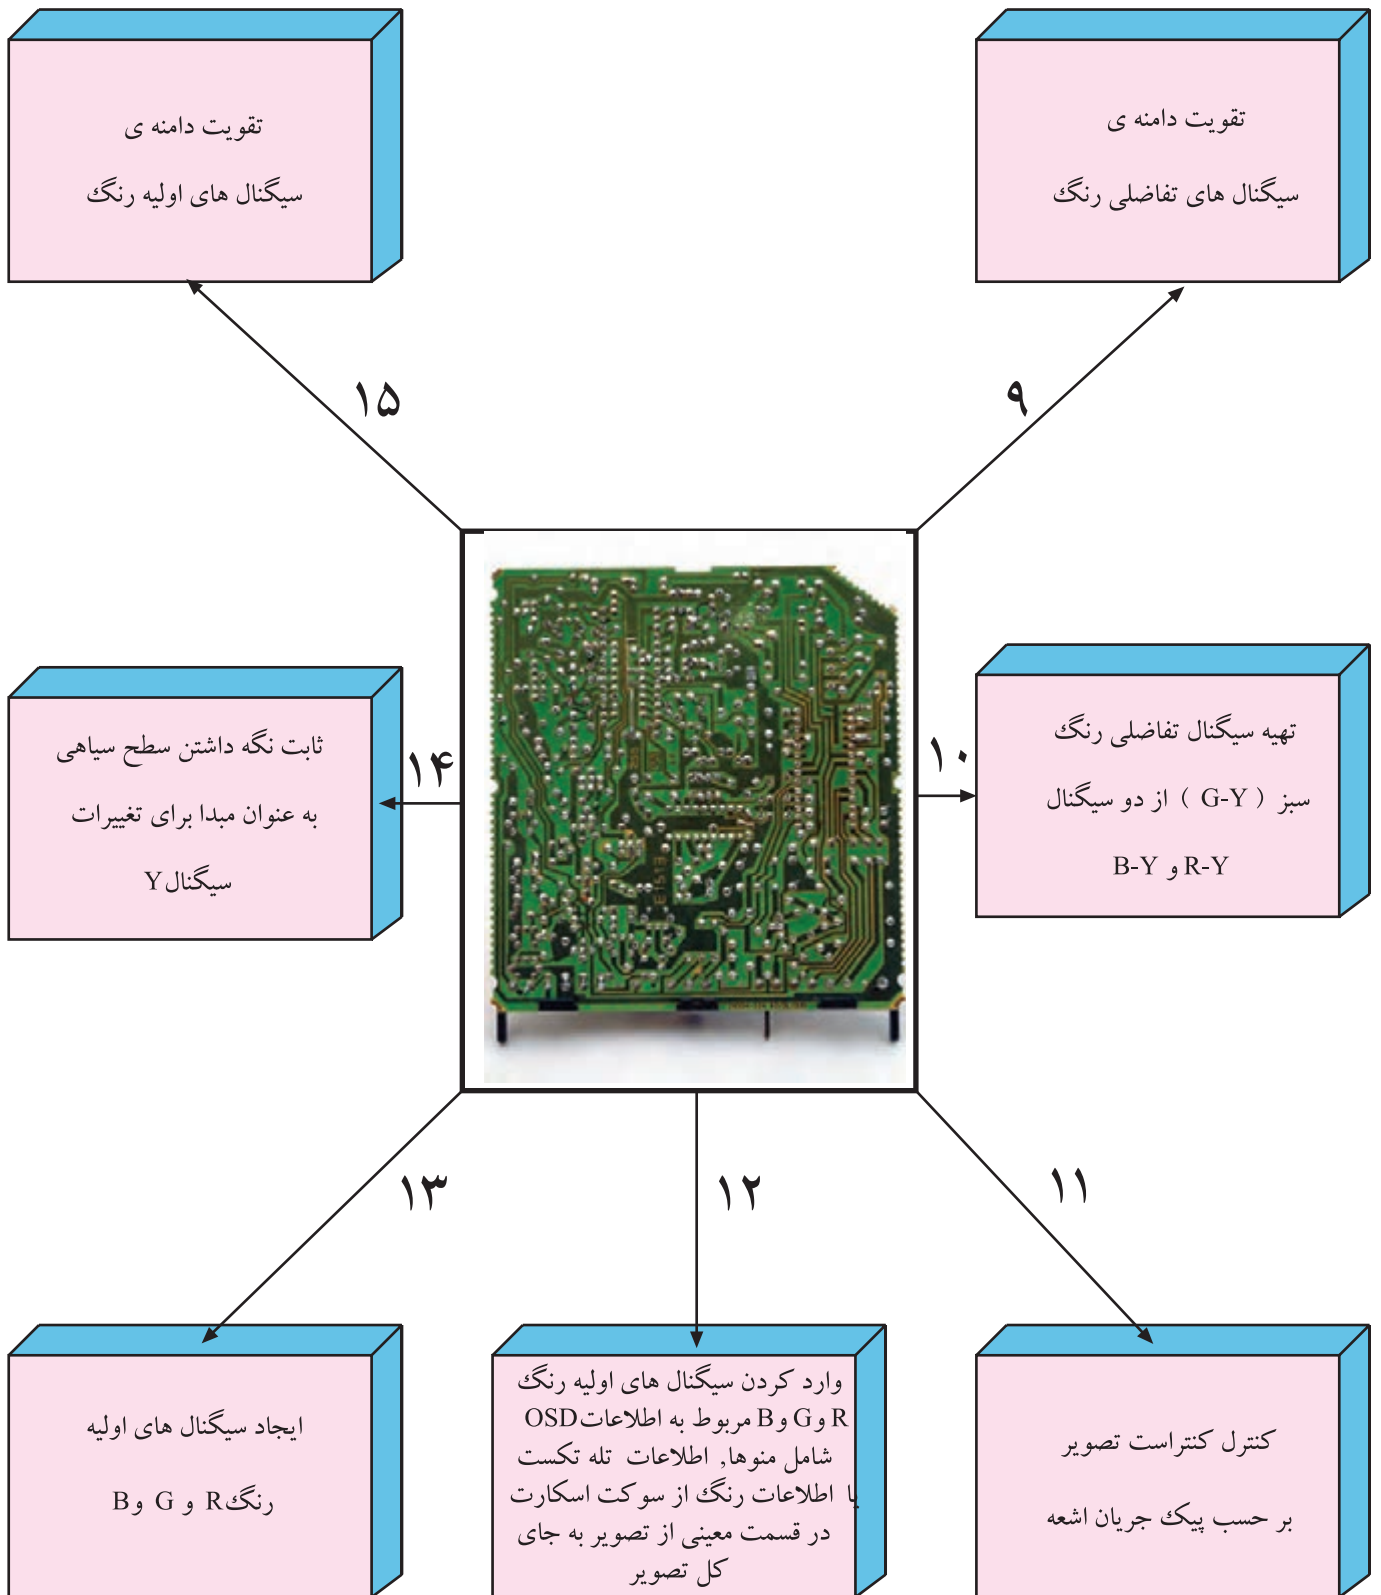 تقویت دامنه ی
سیگنال های تفاضلی رنگ
۹
تهیه سیگنال تفاضلی رنگ
سبز ( G-Y ) از دو سیگنال
R-Y و B-Y
۱۰
کنترل کنتراست تصویر
بر حسب پیک جریان اشعه
۱۱
وارد کردن سیگنال های اولیه رنگ
R و G و B مربوط به اطلاعات OSD
شامل منوها, اطلاعات تله تکست
یا اطلاعات رنگ از سوکت اسکارت
در قسمت معینی از تصویر به جای
کل تصویر
۱۲
ایجاد سیگنال های اولیه
رنگ R و G و B
۱۳
ثابت نگه داشتن سطح سیاهی
به عنوان مبدا برای تغییرات
سیگنال Y
۱۴
تقویت دامنه ی
سیگنال های اولیه رنگ
۱۵